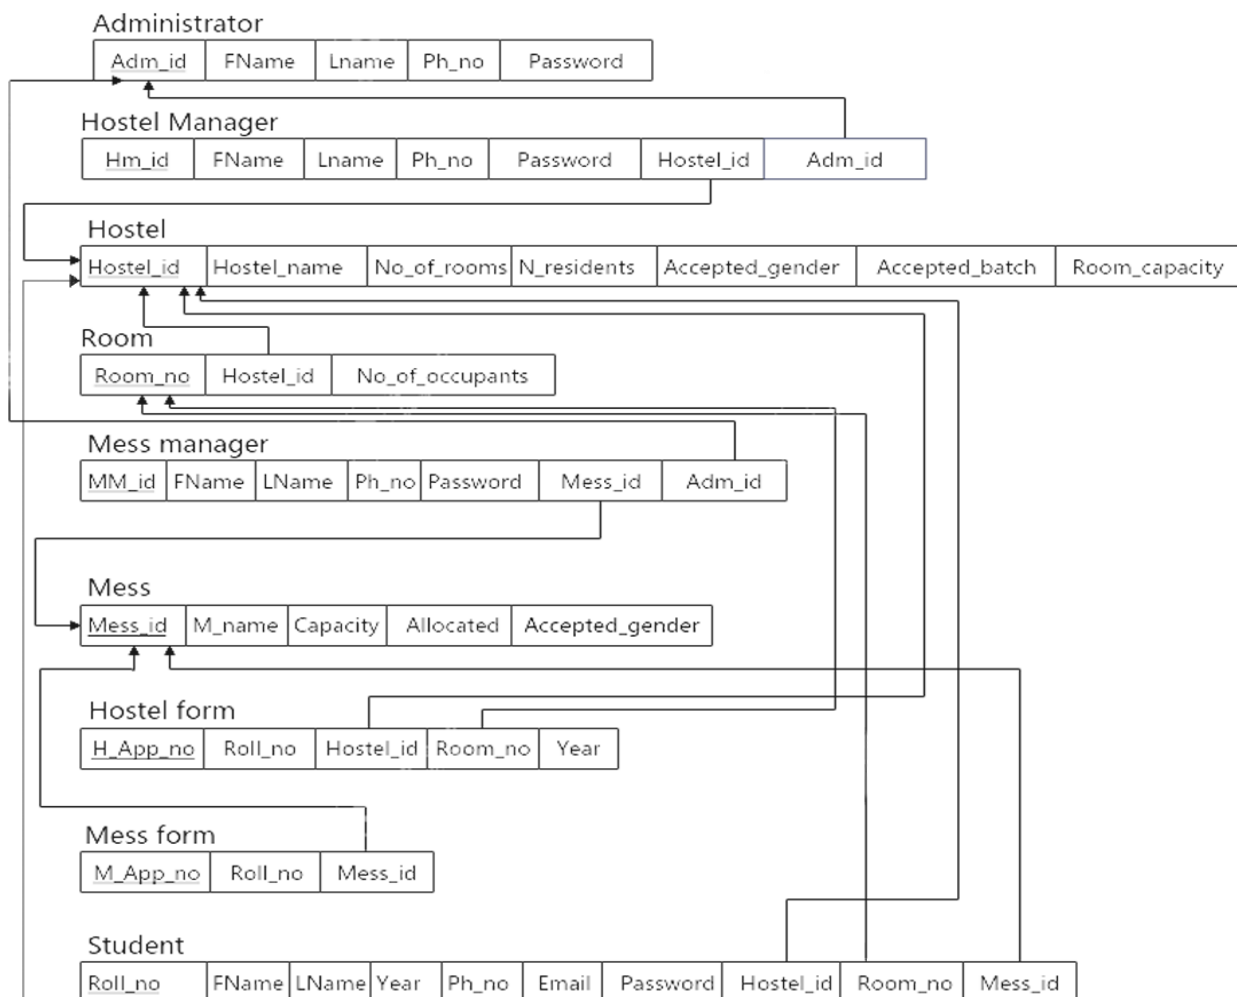 Administrator
Adm_id FName Lname Ph_no Password
Hostel Manager
Hm_id FName Lname Ph_no Password Hostel_id Adm_id
Hostel
Hostel_id Hostel_name No_of_rooms N_residents Accepted_gender Accepted_batch Room_capacity
Room
Room_no Hostel_id No_of_occupants
Mess manager
MM_id FName LName Ph_no Password Mess_id Adm_id
Mess
Mess_id M_name Capacity Allocated Accepted_gender
Hostel form
H_App_no Roll_no Hostel_id Room_no Year
Mess form
M_App_no Roll_no Mess_id
Student
Roll_no FName LName Year Ph_no Email Password Hostel_id Room_no Mess_id